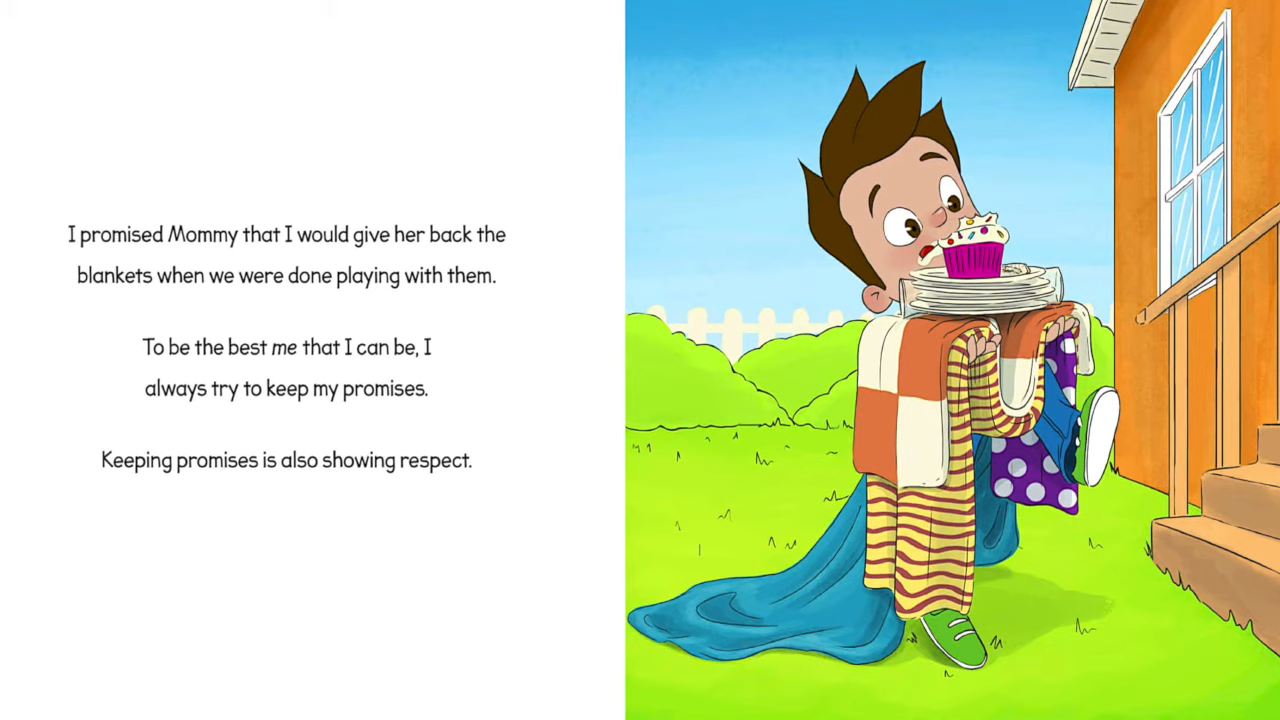 I promised Mommy that I would give her back the
blankets when we were done playing with them.
To be the best me that I can be, I
always try to keep my promises.
Keeping promises is also showing respect.